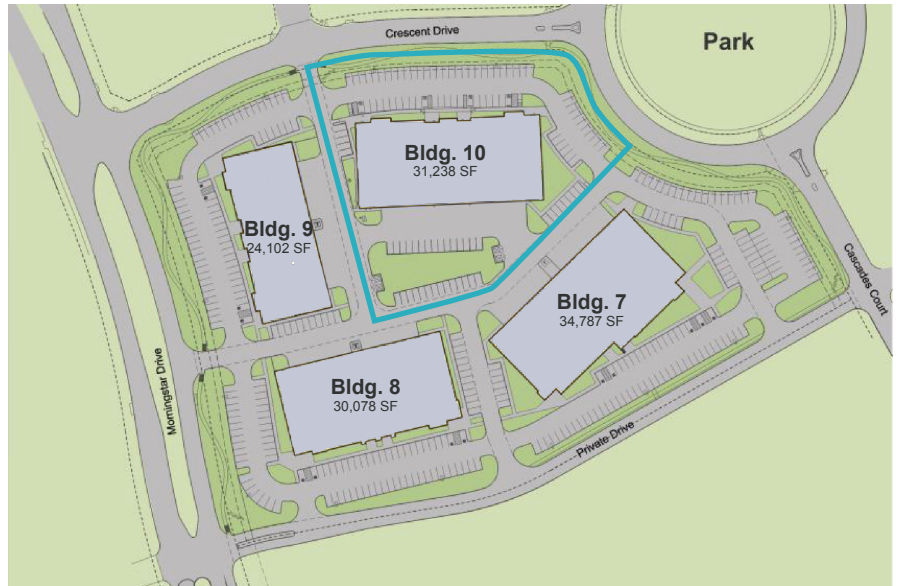 Crescent Drive
Park
Bldg. 10
31,238 SF
Bldg. 9
24,102 SF
Cascades Court
Bldg. 7
34,787 SF
Morningstar Drive
Bldg. 8
30,078 SF
Private Drive